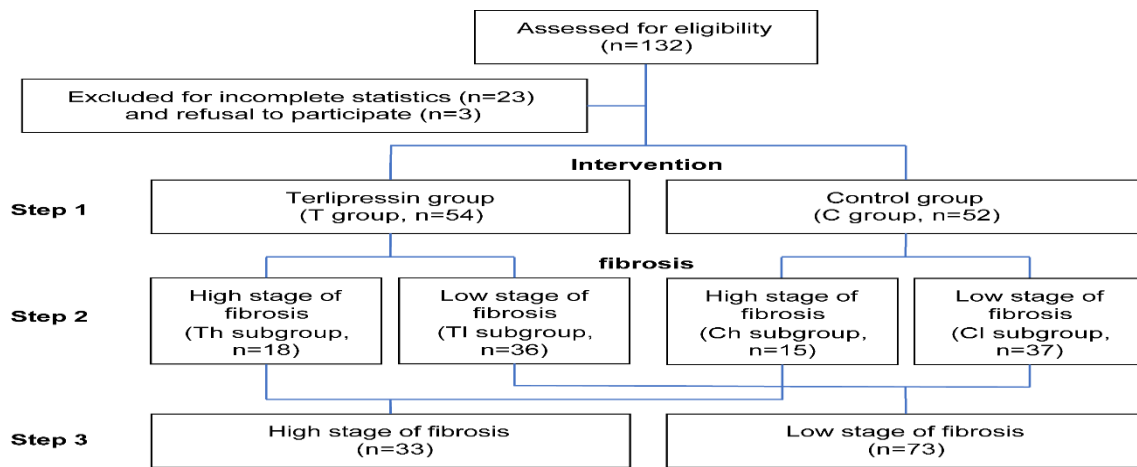 Assessed for eligibility
(n=132)
Excluded for incomplete statistics (n=23)
and refusal to participate (n=3)
Intervention
Step 1
Terlipressin group
(T group, n=54)
Control group
(C group, n=52)
fibrosis
Step 2
High stage of
fibrosis
(Th subgroup,
n=18)
Low stage of
fibrosis
(Tl subgroup,
n=36)
High stage of
fibrosis
(Ch subgroup,
n=15)
Low stage of
fibrosis
(Cl subgroup,
n=37)
Step 3
High stage of fibrosis
(n=33)
Low stage of fibrosis
(n=73)